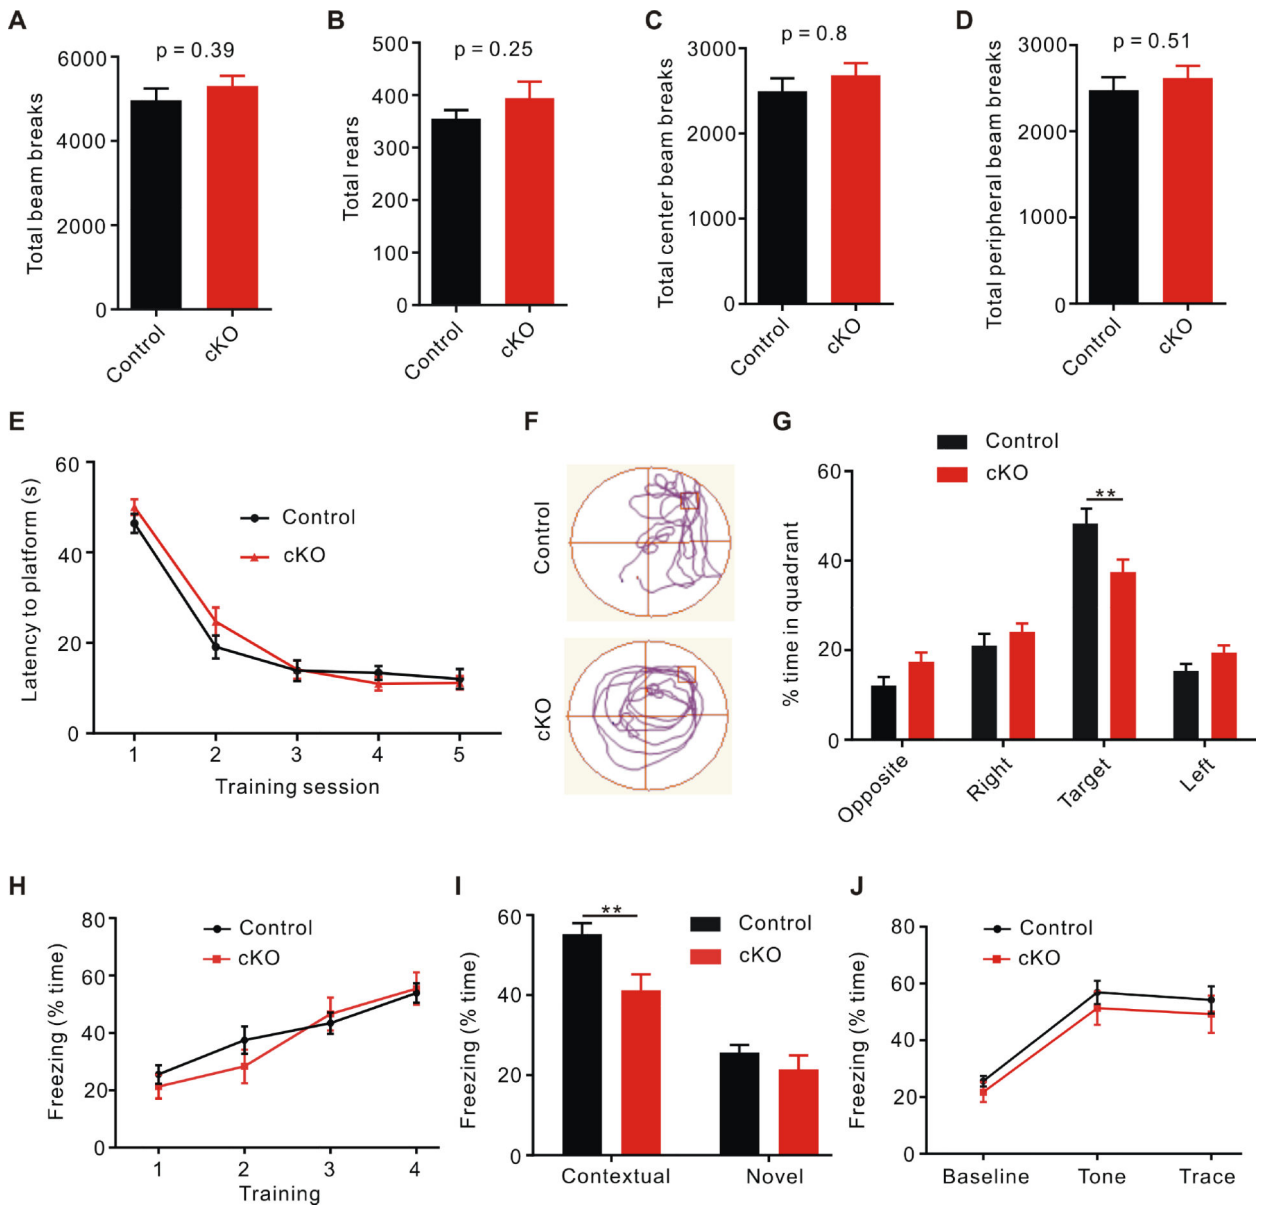 A
p = 0.39
Total beam breaks
6000
4000
2000
0
Control
cKO
B
p = 0.25
Total rears
500
400
300
200
100
0
Control
cKO
C
p = 0.8
Total center beam breaks
3000
2000
1000
0
Control
cKO
D
p = 0.51
Total peripheral beam breaks
3000
2000
1000
0
Control
cKO
E
Latency to platform (s)
60
40
20
0
Control
cKO
1 2 3 4 5
Training session
F
Control
cKO
G
Control
cKO
% time in quadrant
60
40
20
0
**
Opposite
Right
Target
Left
H
Freezing (% time)
80
60
40
20
0
Control
cKO
1 2 3 4
Training
I
Freezing (% time)
60
40
20
0
**
Control
cKO
Contextual Novel
J
Freezing (% time)
80
60
40
20
0
Control
cKO
Baseline Tone Trace